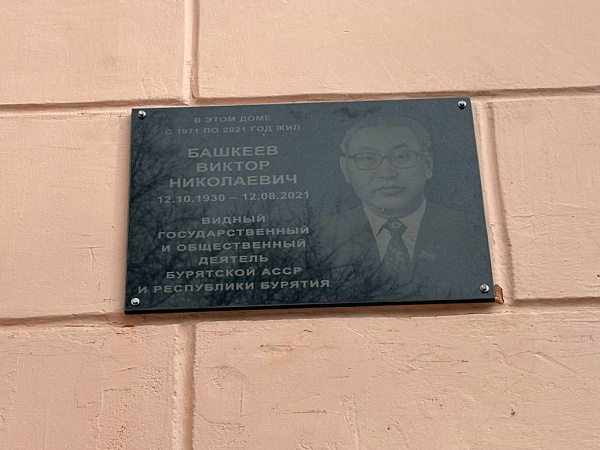 В ЭТОМ ДОМЕ
С 1971 ПО 2021 ГОД ЖИЛ
БАШКЕЕВ
ВИКТОР
НИКОЛАЕВИЧ
12.10.1930 – 12.08.2021
ВИДНЫЙ
ГОСУДАРСТВЕННЫЙ
И ОБЩЕСТВЕННЫЙ
ДЕЯТЕЛЬ
БУРЯТСКОЙ АССР
И РЕСПУБЛИКИ БУРЯТИЯ